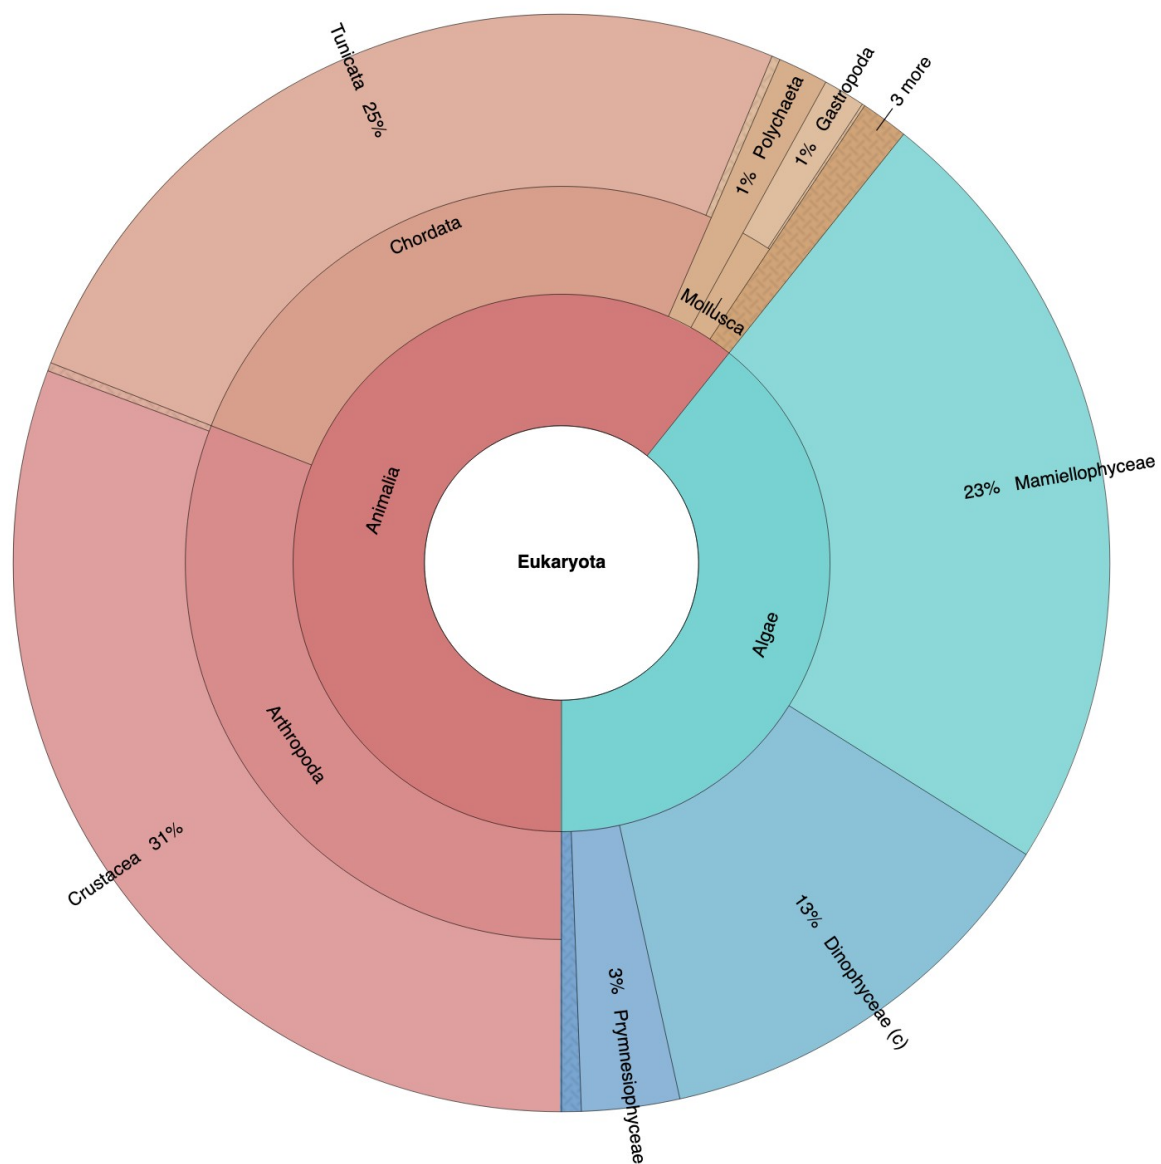 Tunicata 25%
Chordata
1% Polychaeta
1% Gastropoda
3 more
Mollusca
Animalia
Eukaryota
Algae
23% Mamiellophyceae
Arthropoda
Crustacea 31%
13% Dinophyceae (c)
3% Prymnesiophyceae